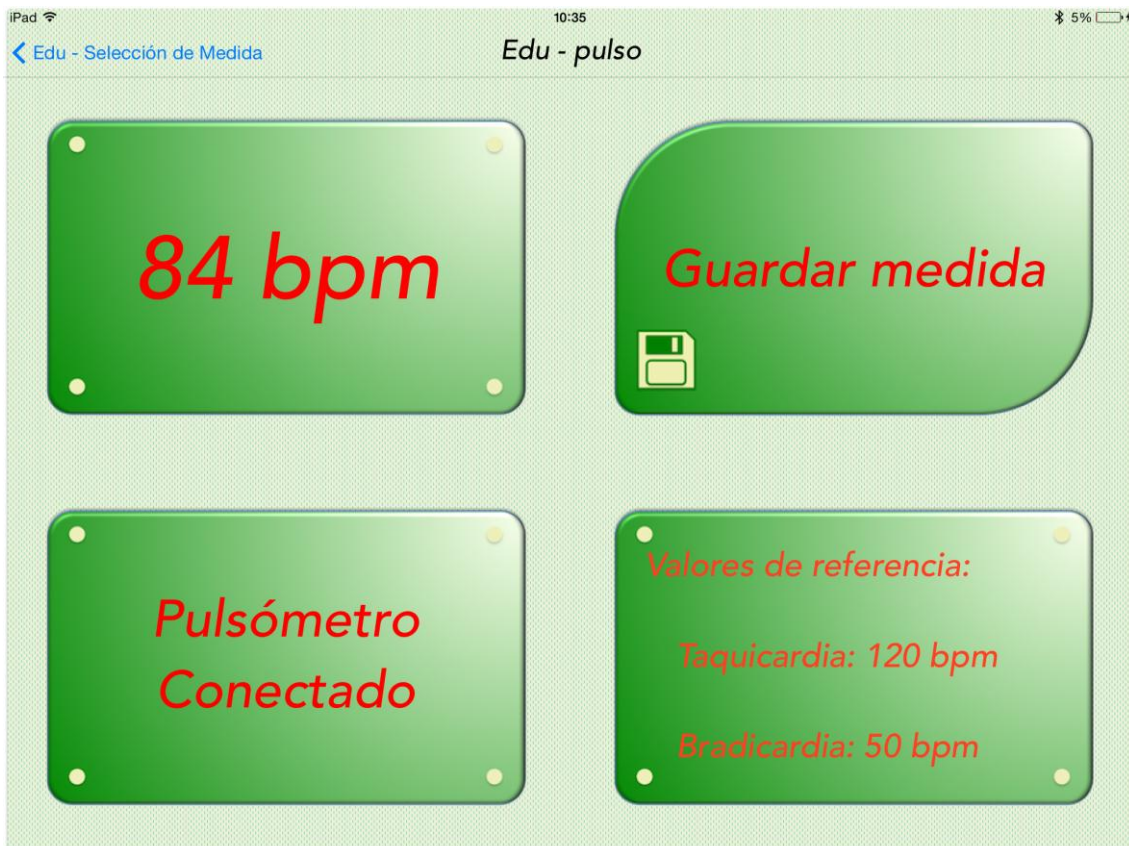 iPad 10:35 5%
Edu - Selección de Medida Edu - pulso
84 bpm
Guardar medida
Pulsómetro
Conectado
Valores de referencia:
Taquicardia: 120 bpm
Bradicardia: 50 bpm